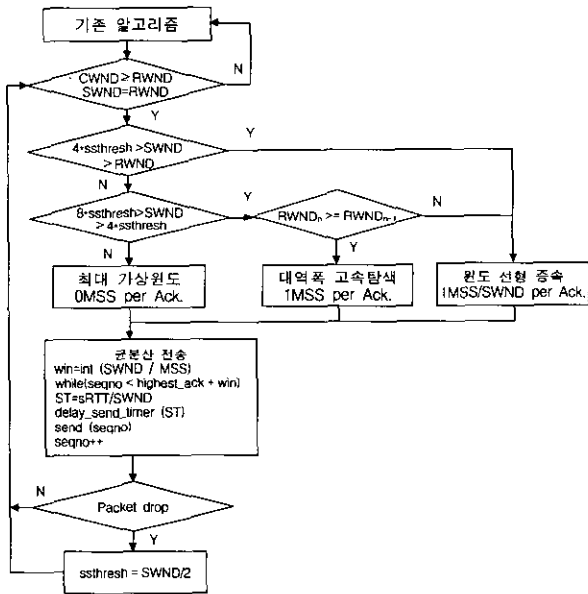 기존 알고리즘
CWND ≥ RWND
SWND=RWND
N
Y
4*ssthresh >SWND
> RWND
Y
N
8*ssthresh>SWND
> 4*ssthresh
Y
RWNDₙ >= RWNDₙ₋₁
N
N
Y
최대 가상윈도
0MSS per Ack.
대역폭 고속탐색
1MSS per Ack.
윈도 선형 증속
1MSS/SWND per Ack.
균분산 전송
win=int (SWND / MSS)
while(seqno < highest_ack + win)
ST=sRTT/SWND
delay_send_timer (ST)
send (seqno)
seqno++
N
Packet drop
Y
ssthresh = SWND/2